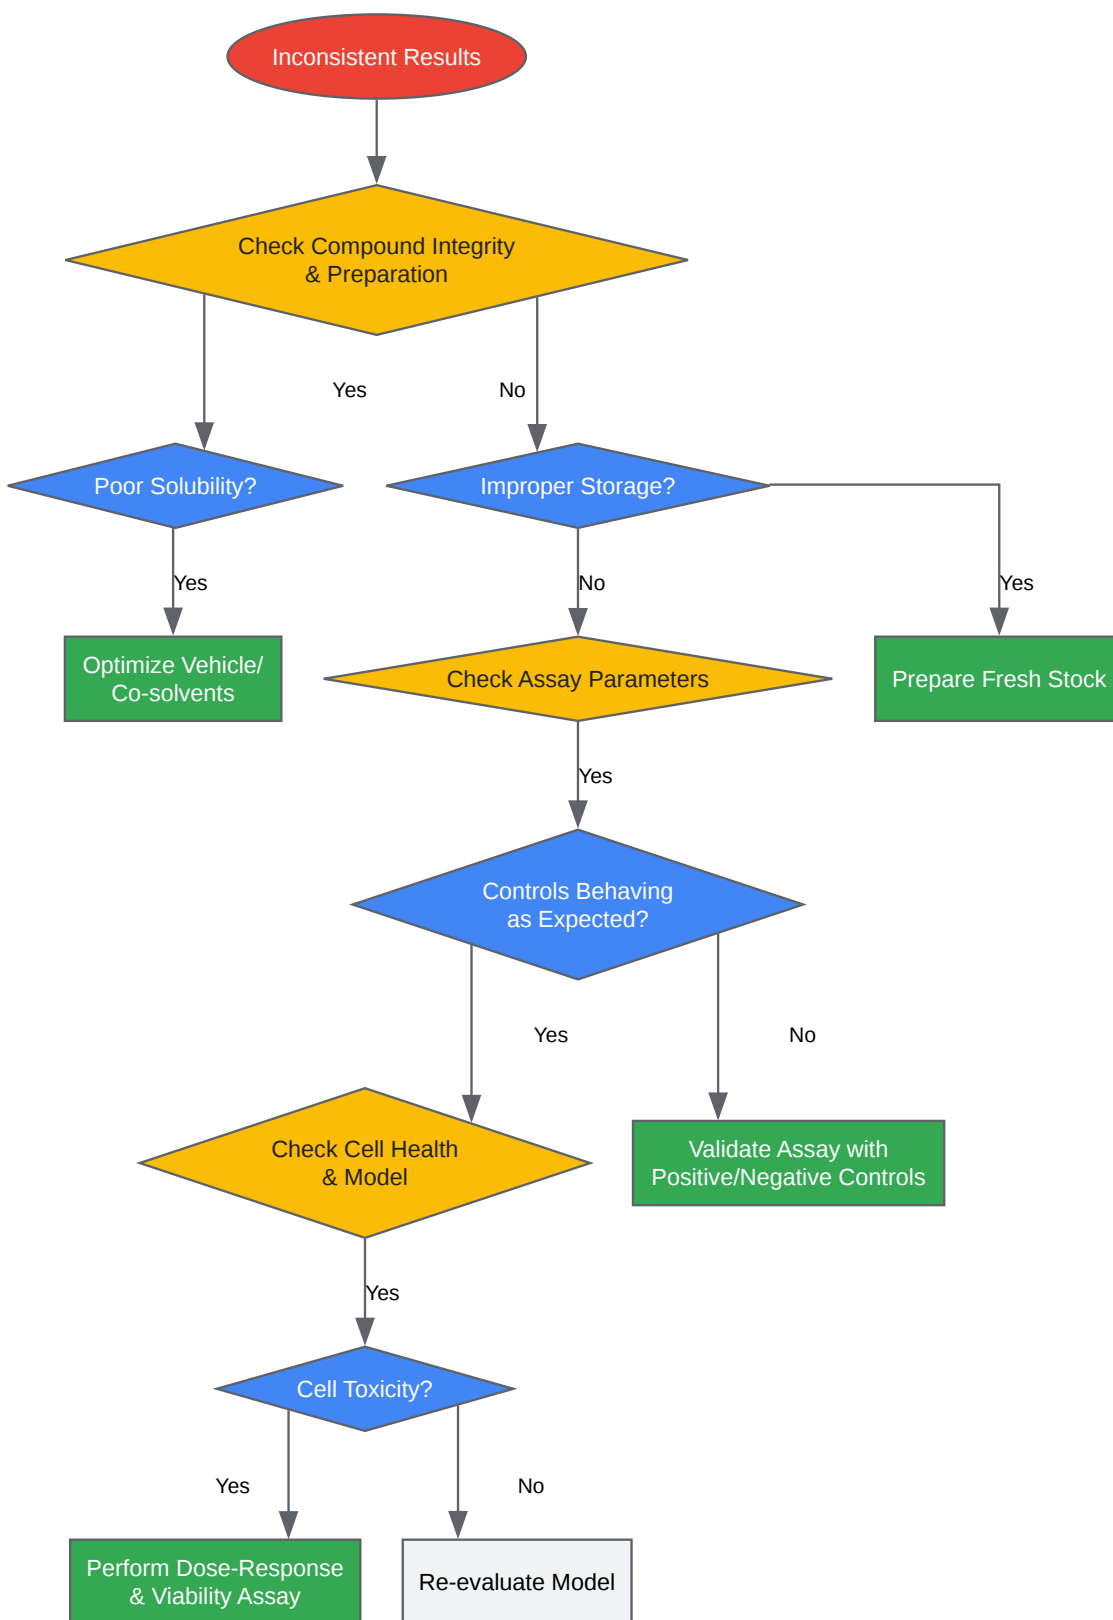 Inconsistent Results
Check Compound Integrity
& Preparation
Yes
No
Poor Solubility?
Improper Storage?
Yes
No
Yes
Optimize Vehicle/
Co-solvents
Check Assay Parameters
Prepare Fresh Stock
Yes
Controls Behaving
as Expected?
Yes
No
Check Cell Health
& Model
Validate Assay with
Positive/Negative Controls
Yes
Cell Toxicity?
Yes
No
Perform Dose-Response
& Viability Assay
Re-evaluate Model